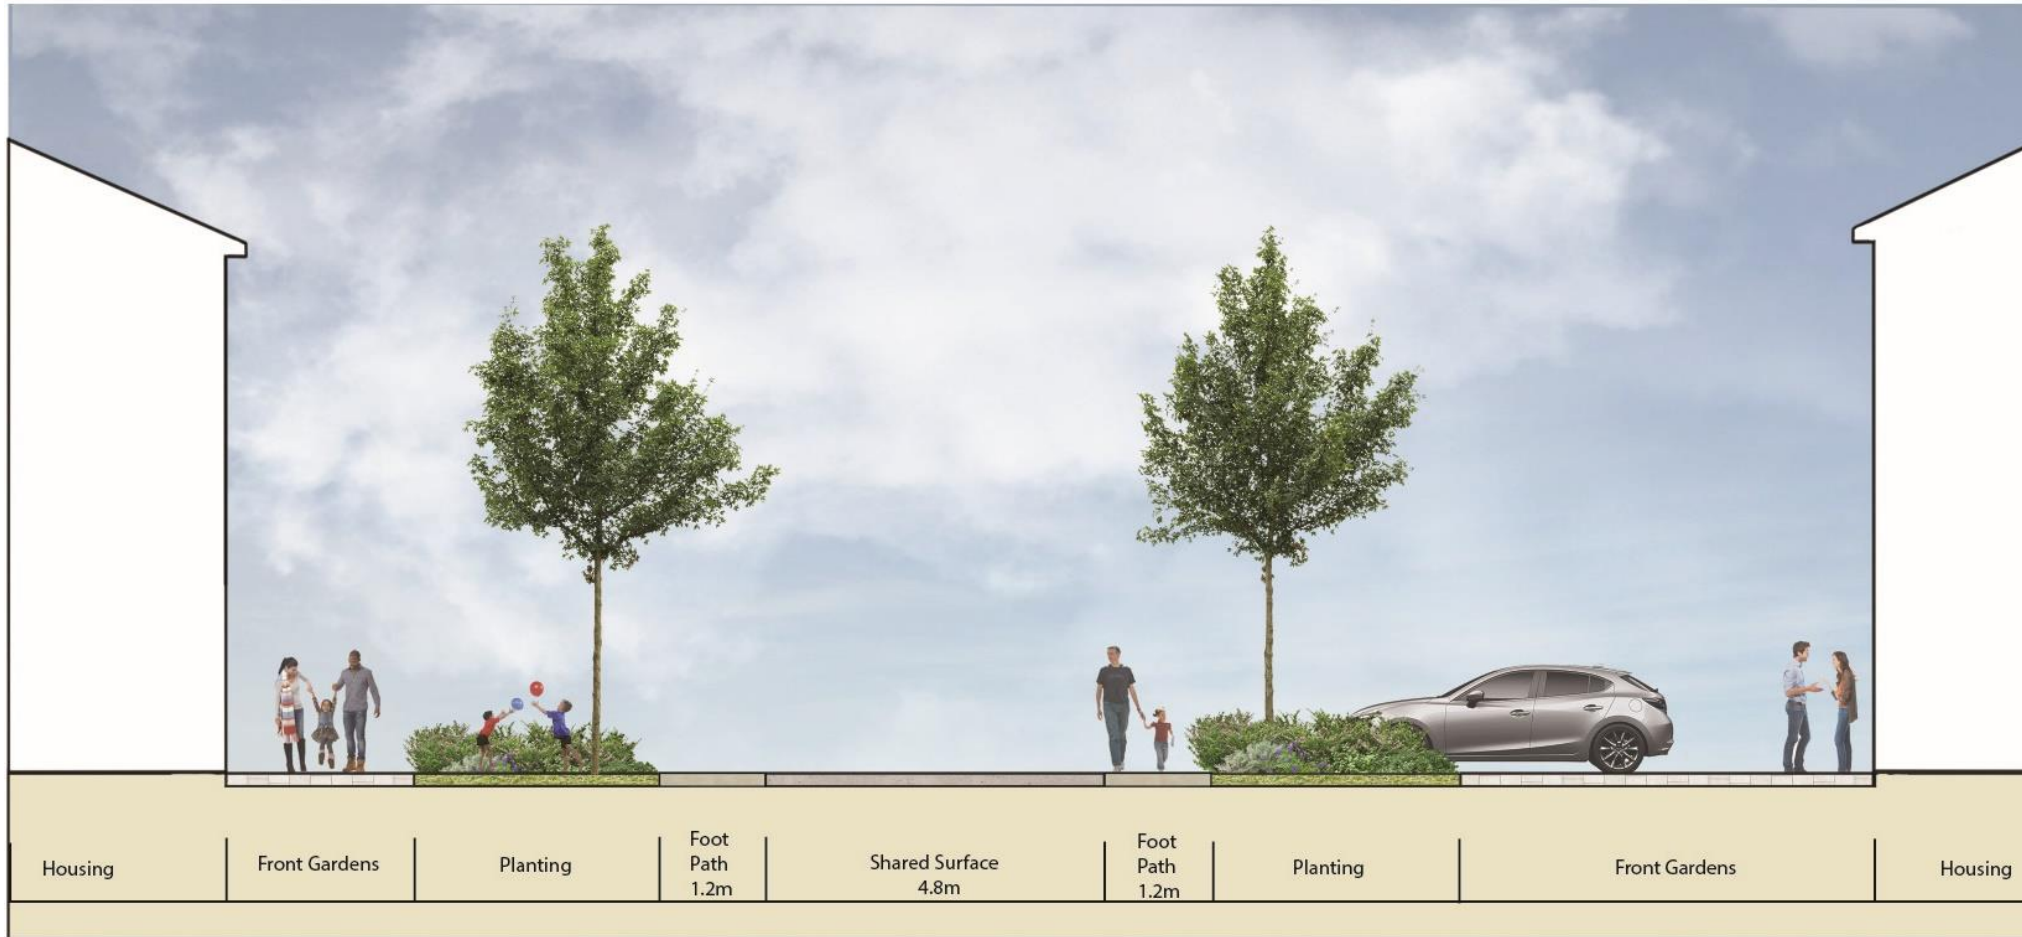 Housing
Front Gardens
Planting
Foot
Path
1.2m
Shared Surface
4.8m
Foot
Path
1.2m
Planting
Front Gardens
Housing